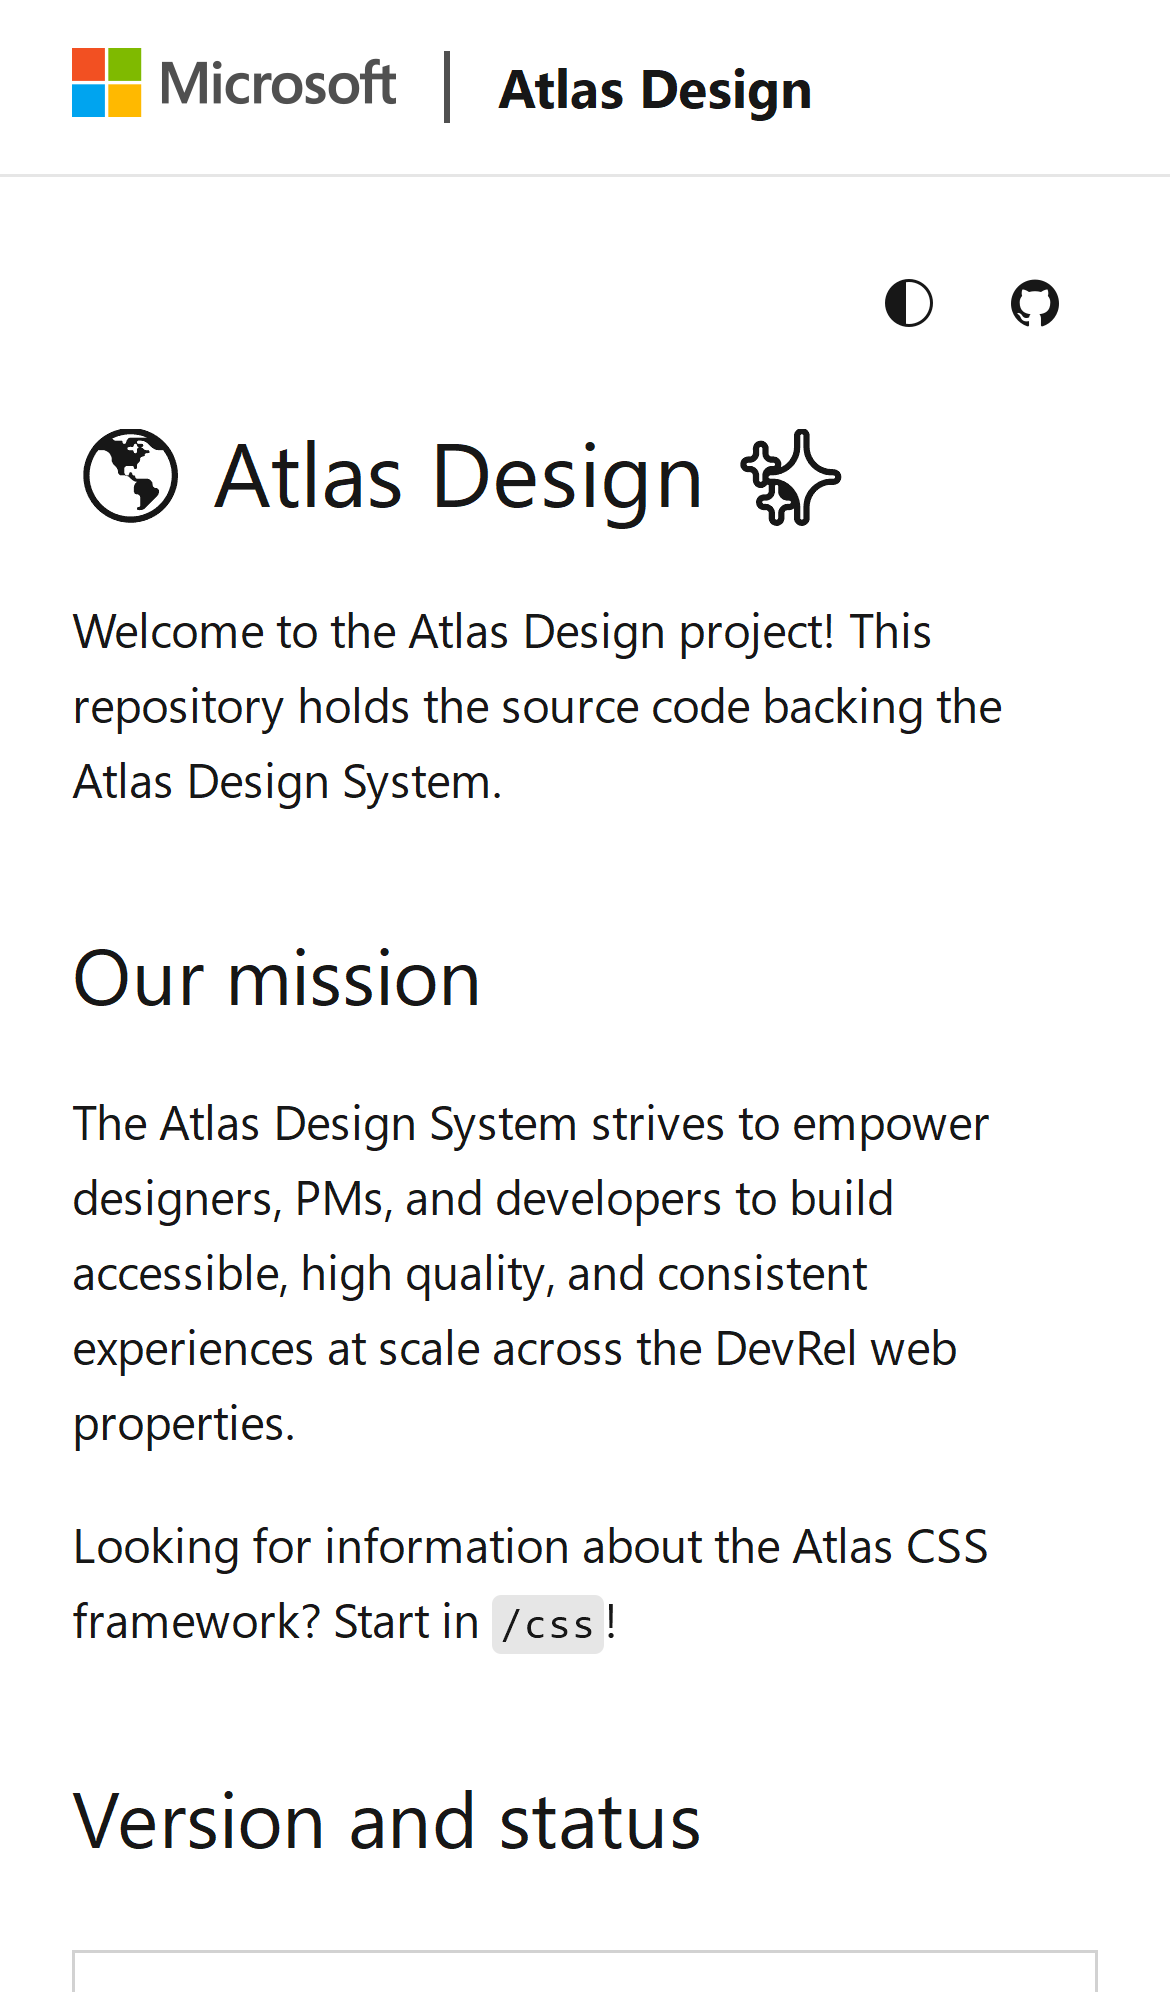 Microsoft | Atlas Design
🌎 Atlas Design ✨
Welcome to the Atlas Design project! This
repository holds the source code backing the
Atlas Design System.
Our mission
The Atlas Design System strives to empower
designers, PMs, and developers to build
accessible, high quality, and consistent
experiences at scale across the DevRel web
properties.
Looking for information about the Atlas CSS
framework? Start in /css!
Version and status